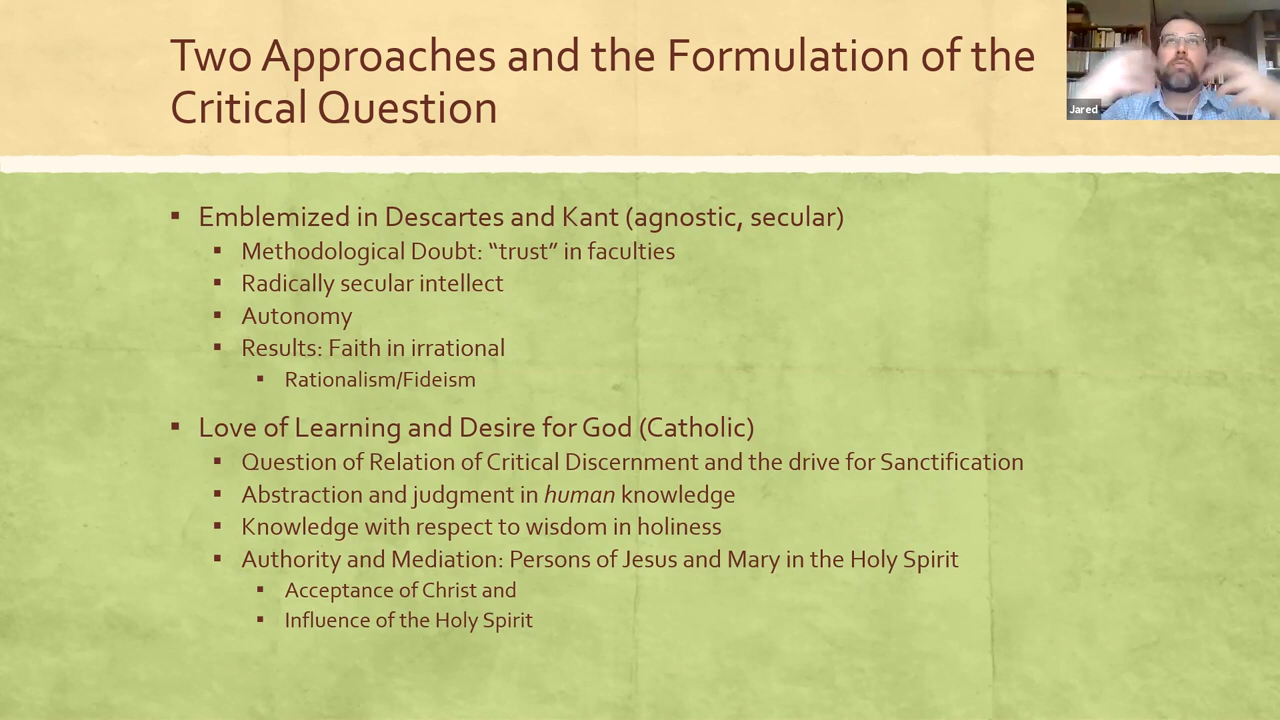 Two Approaches and the Formulation of the
Critical Question
Jared
▪ Emblemized in Descartes and Kant (agnostic, secular)
▪ Methodological Doubt: “trust” in faculties
▪ Radically secular intellect
▪ Autonomy
▪ Results: Faith in irrational
▪ Rationalism/Fideism
▪ Love of Learning and Desire for God (Catholic)
▪ Question of Relation of Critical Discernment and the drive for Sanctification
▪ Abstraction and judgment in human knowledge
▪ Knowledge with respect to wisdom in holiness
▪ Authority and Mediation: Persons of Jesus and Mary in the Holy Spirit
▪ Acceptance of Christ and
▪ Influence of the Holy Spirit